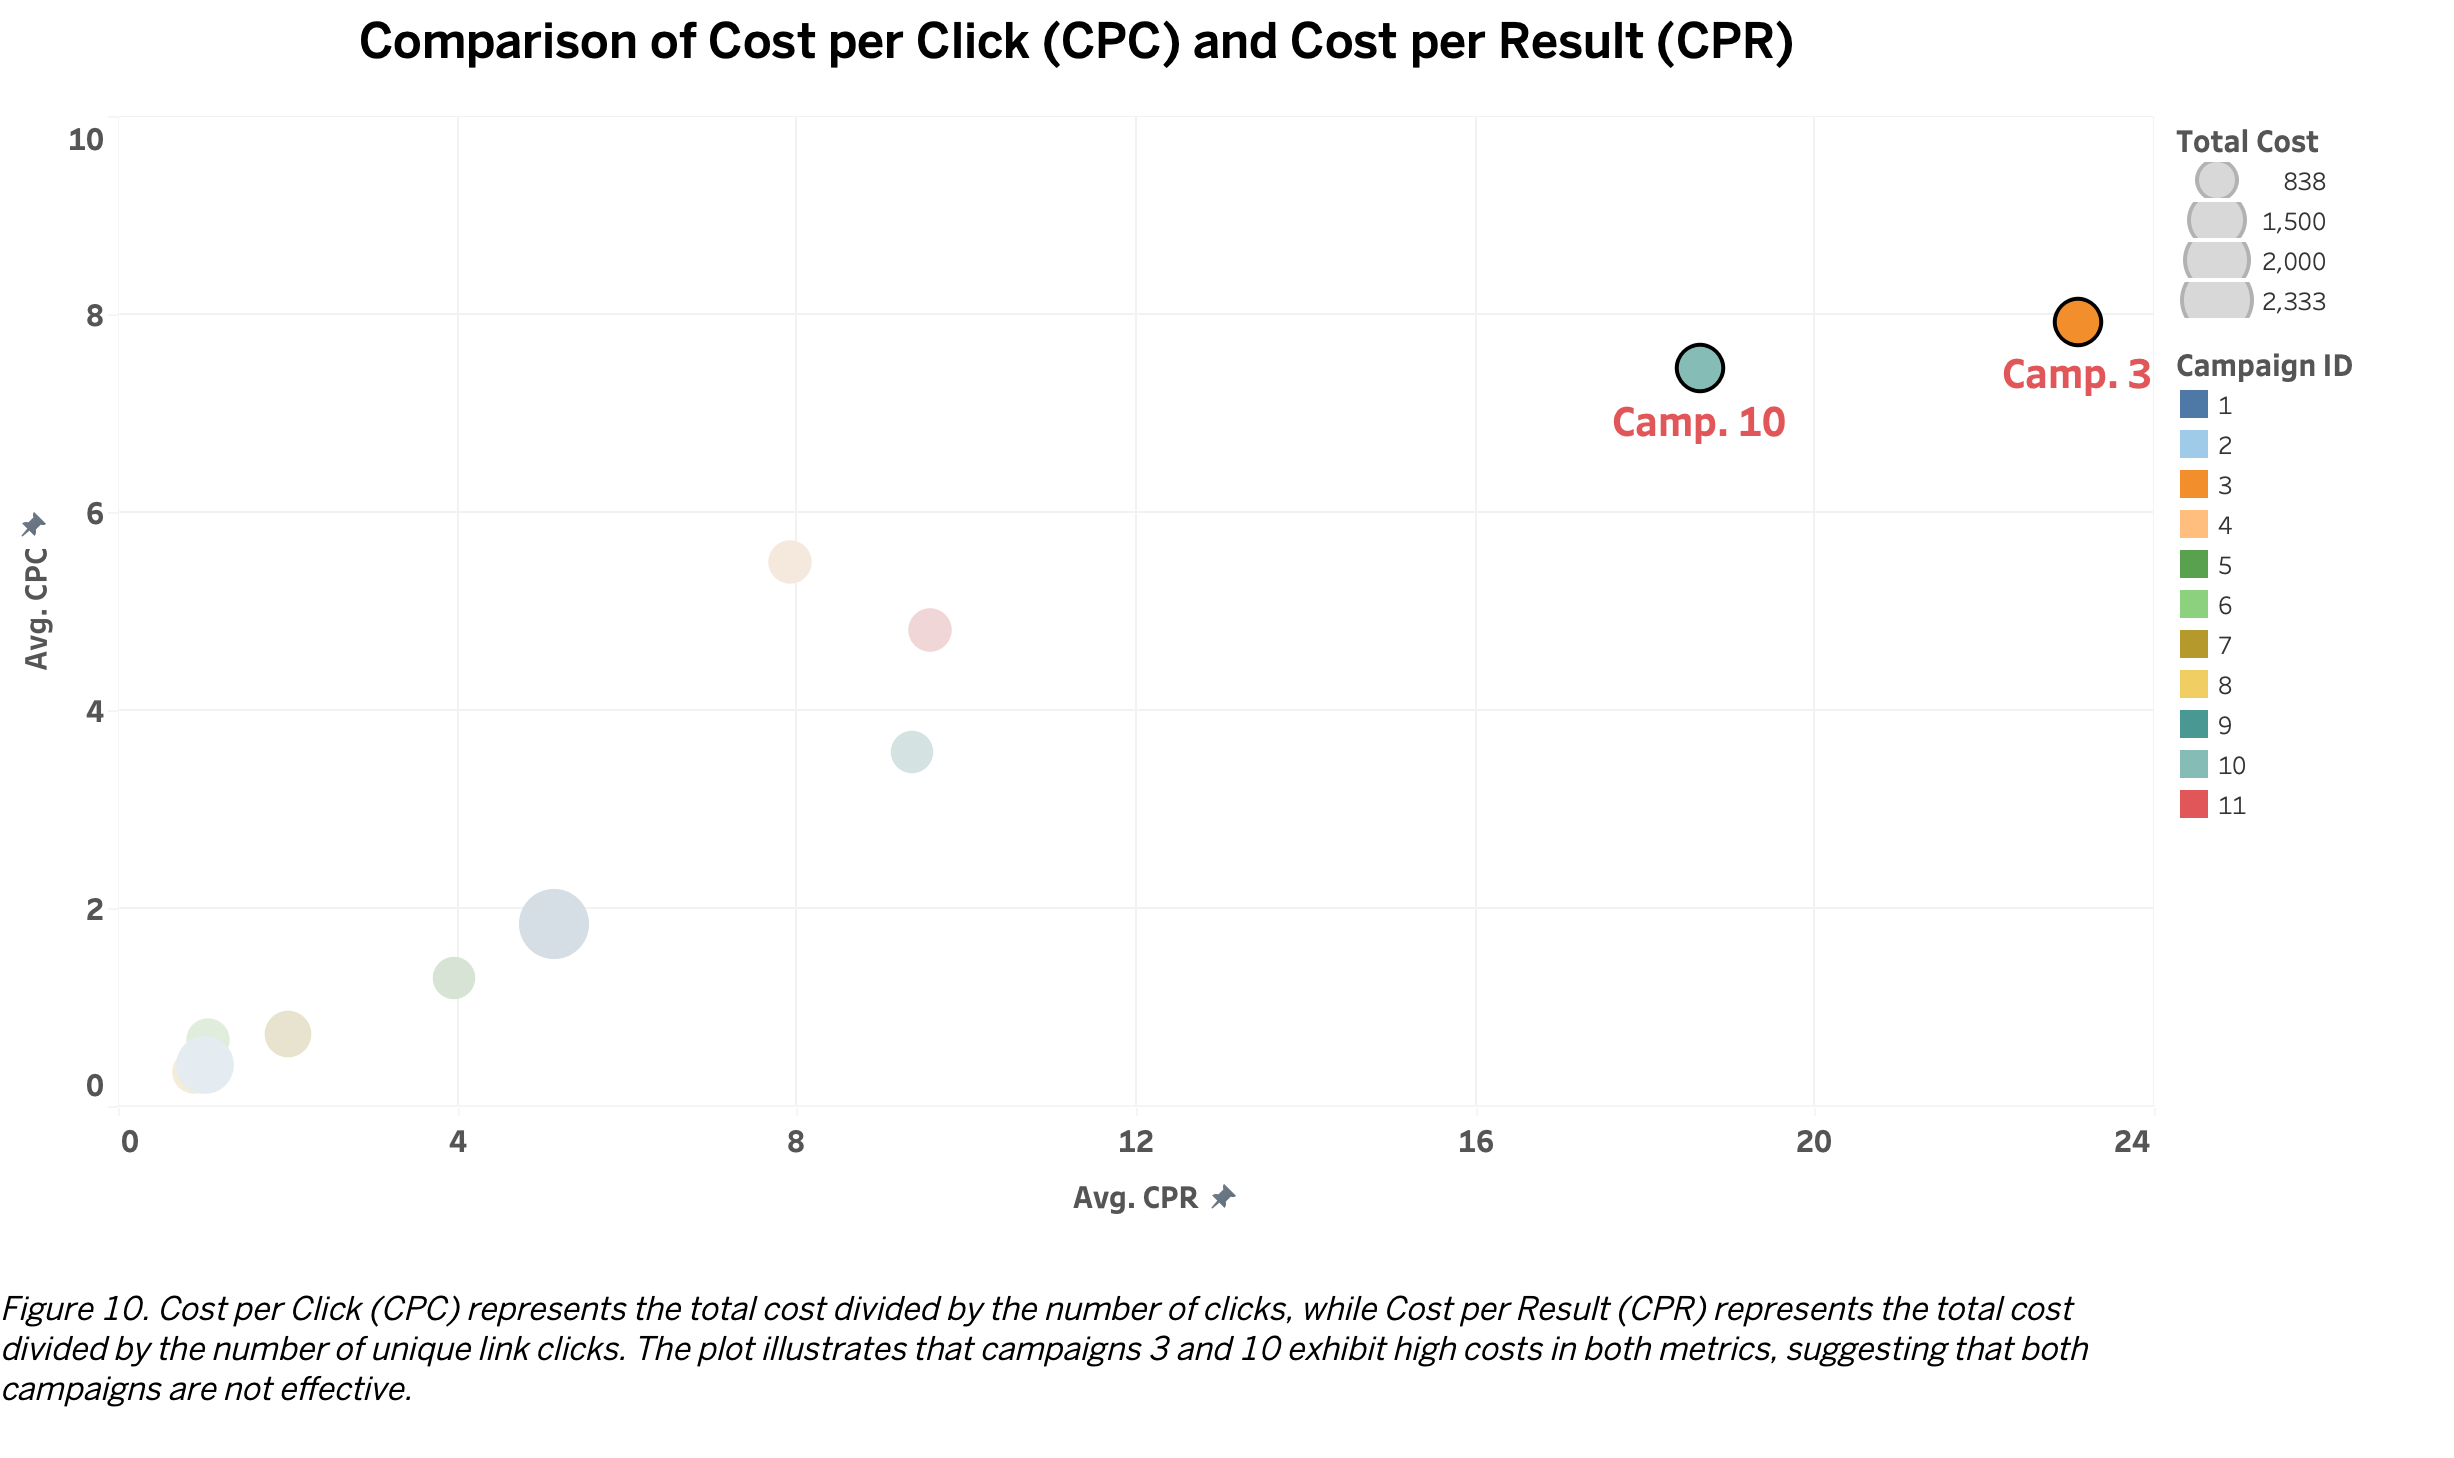 Comparison of Cost per Click (CPC) and Cost per Result (CPR)
10
8
6
4
2
0
Avg. CPC
0 4 8 12 16 20 24
Avg. CPR
Camp. 10
Camp. 3
Total Cost
838
1,500
2,000
2,333
Campaign ID
1
2
3
4
5
6
7
8
9
10
11
Figure 10. Cost per Click (CPC) represents the total cost divided by the number of clicks, while Cost per Result (CPR) represents the total cost
divided by the number of unique link clicks. The plot illustrates that campaigns 3 and 10 exhibit high costs in both metrics, suggesting that both
campaigns are not effective.